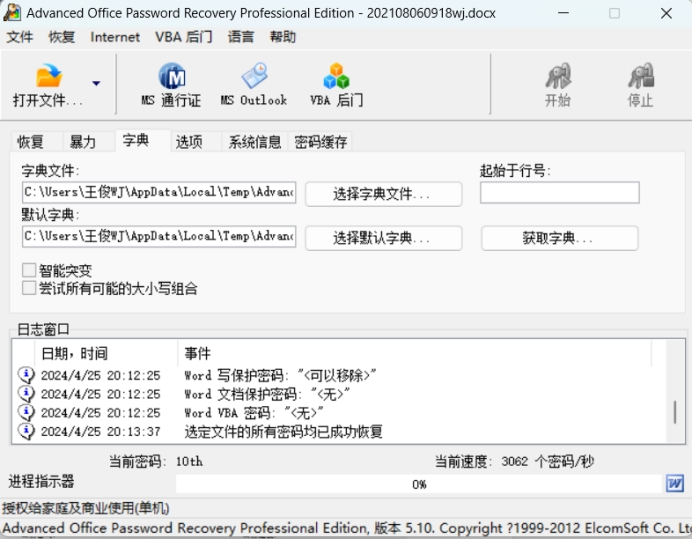 Advanced Office Password Recovery Professional Edition - 202108060918wj.docx
文件 恢复 Internet VBA 后门 语言 帮助
打开文件... MS 通行证 MS Outlook VBA 后门 开始 停止
恢复 暴力 字典 选项 系统信息 密码缓存
字典文件: 起始于行号:
C:\Users\王俊WJ\AppData\Local\Temp\Advanc 选择字典文件...
默认字典:
C:\Users\王俊WJ\AppData\Local\Temp\Advanc 选择默认字典... 获取字典...
智能突变
尝试所有可能的大小写组合
日志窗口
日期，时间 事件
2024/4/25 20:12:25 Word 写保护密码: "<可以移除>"
2024/4/25 20:12:25 Word 文档保护密码: "<无>"
2024/4/25 20:12:25 Word VBA 密码: "<无>"
2024/4/25 20:13:37 选定文件的所有密码均已成功恢复
当前密码: 10th 当前速度: 3062 个密码/秒
进程指示器 0%
授权给家庭及商业使用(单机)
Advanced Office Password Recovery Professional Edition, 版本 5.10. Copyright ?1999-2012 ElcomSoft Co. Lt